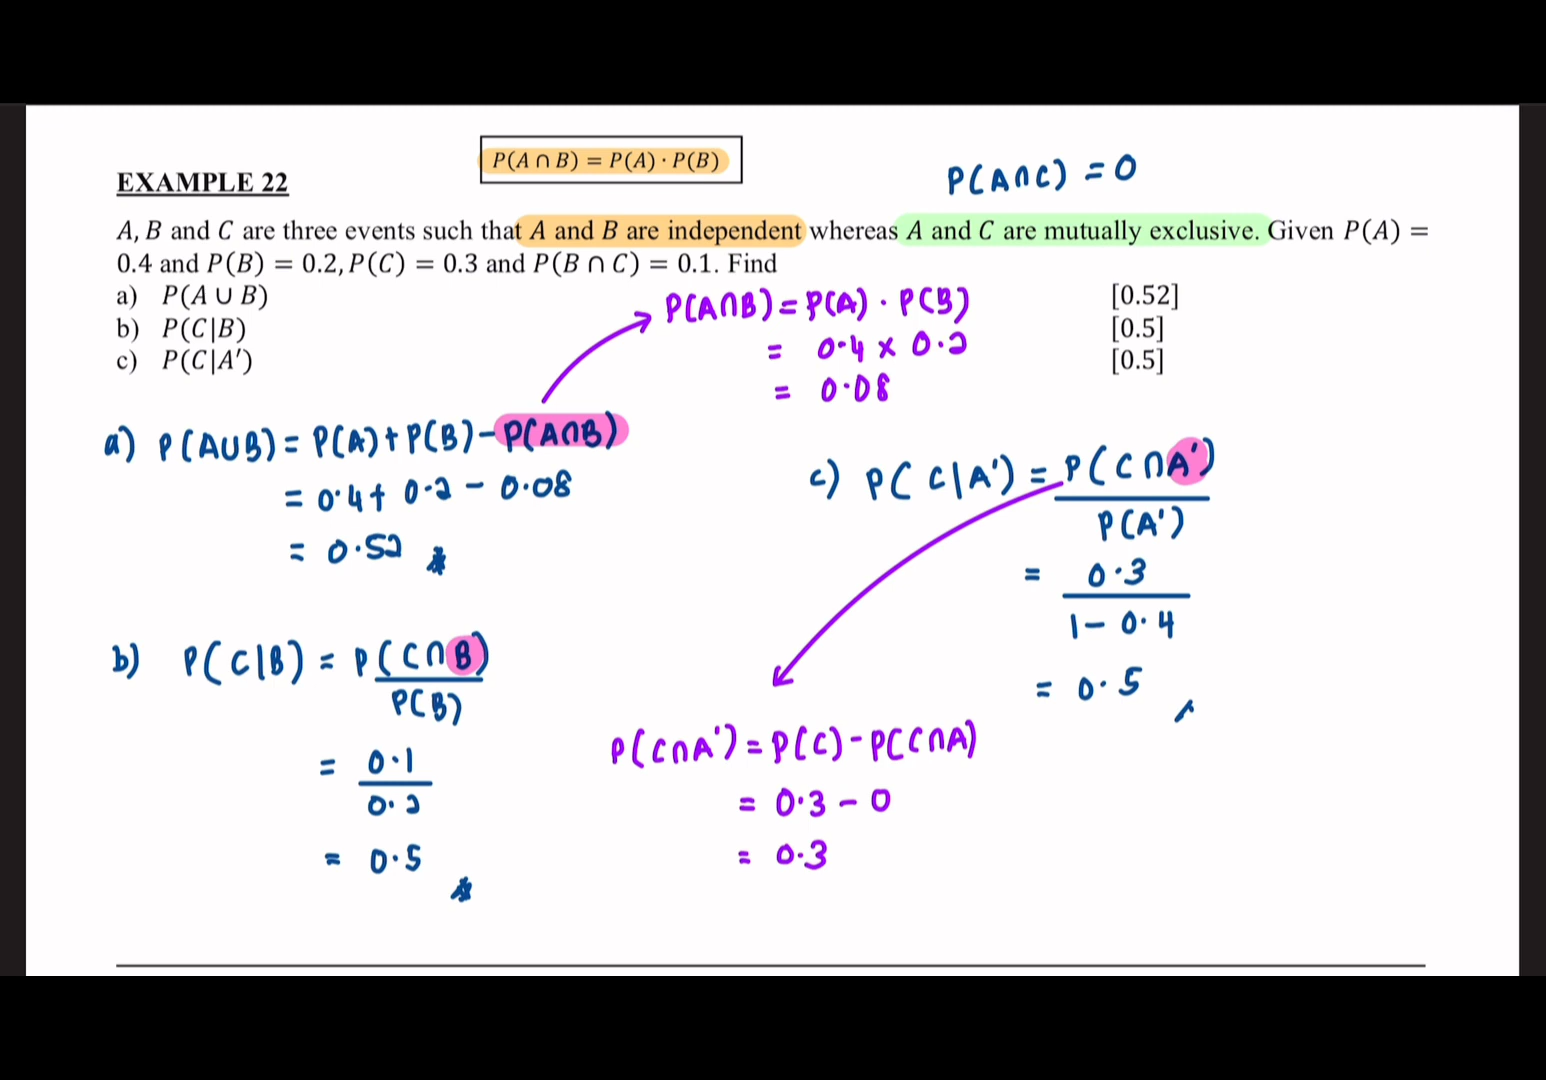 P(A ∩ B) = P(A) · P(B)
P(A∩C) = 0
EXAMPLE 22
A, B and C are three events such that A and B are independent whereas A and C are mutually exclusive. Given P(A) =
0.4 and P(B) = 0.2, P(C) = 0.3 and P(B ∩ C) = 0.1. Find
a) P(A ∪ B) [0.52]
b) P(C|B) [0.5]
c) P(C|A′) [0.5]
P(A∩B) = P(A) · P(B)
= 0.4 × 0.2
= 0.08
a) P(A∪B) = P(A) + P(B) − P(A∩B)
= 0.4 + 0.2 − 0.08
= 0.52
b) P(C|B) = P(C∩B)
P(B)
= 0.1
0.2
= 0.5
c) P(C|A') = P(C∩A')
P(A')
= 0.3
1 − 0.4
= 0.5
P(C∩A') = P(C) − P(C∩A)
= 0.3 − 0
= 0.3